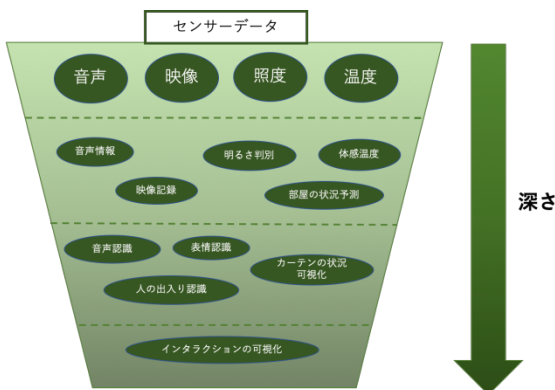 センサーデータ
音声
映像
照度
温度
音声情報
明るさ判別
体感温度
映像記録
部屋の状況予測
深さ
音声認識
表情認識
カーテンの状況
可視化
人の出入り認識
インタラクションの可視化